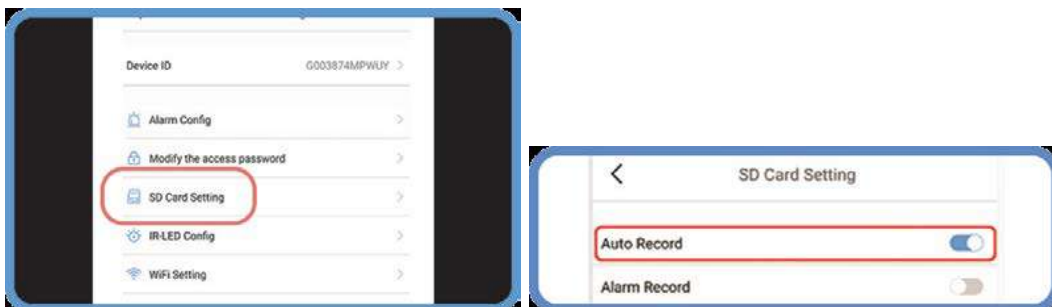 Device ID G003874MPWUY >
Alarm Config >
Modify the access password >
SD Card Setting >
IR-LED Config >
WiFi Setting >
< SD Card Setting
Auto Record
Alarm Record